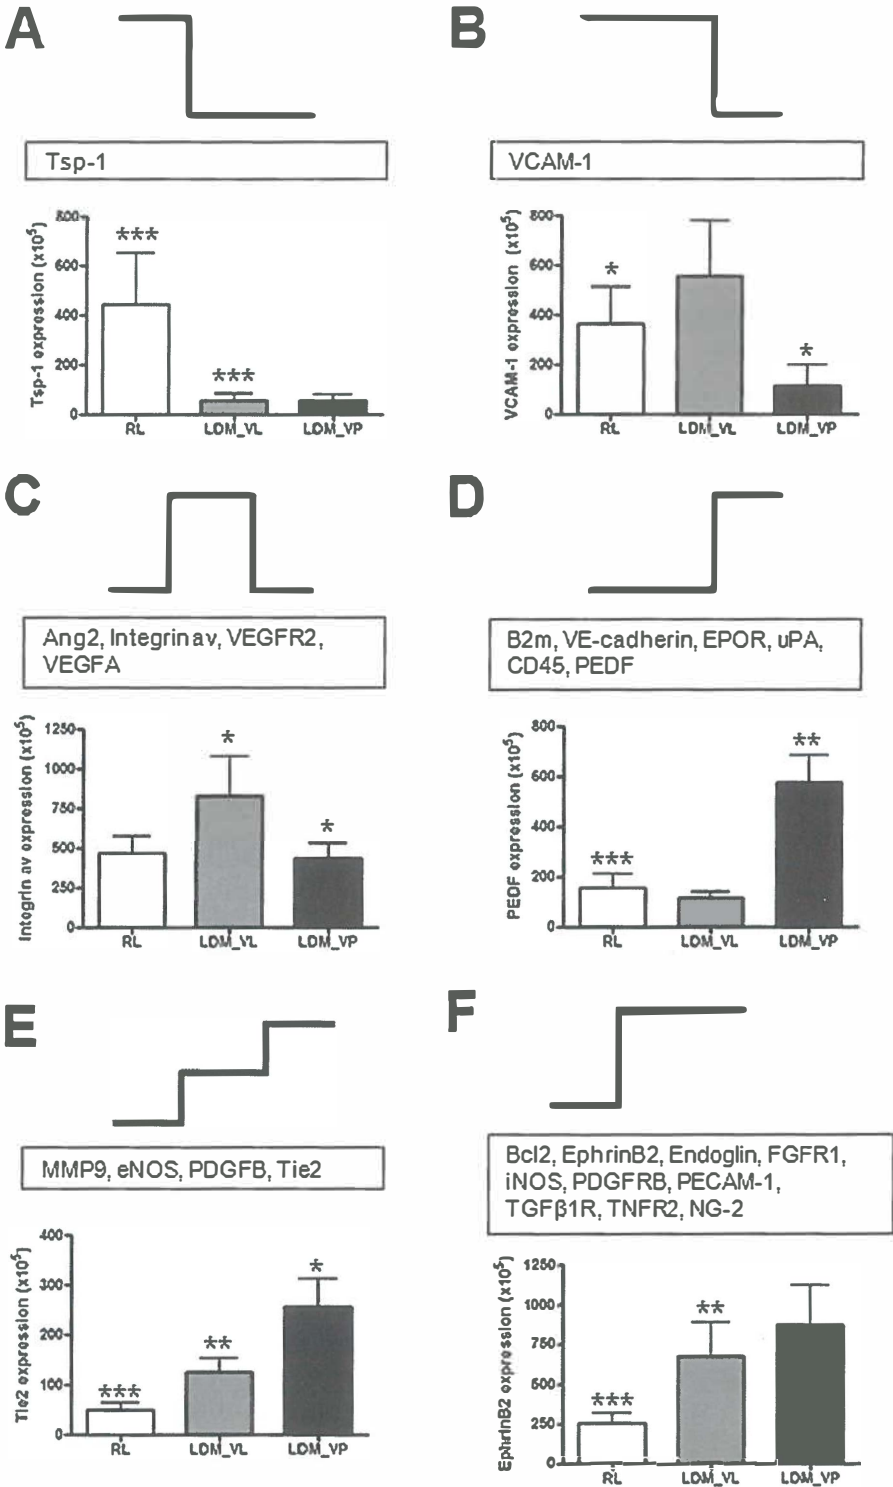 A
B
Tsp-1
VCAM-1
Tsp-1 expression (x10⁵)
800
600
400
200
0
***
***
RL
LDM_VL
LDM_VP
VCAM-1 expression (x10⁵)
800
600
400
200
0
*
*
RL
LDM_VL
LDM_VP
C
D
Ang2, Integrin av, VEGFR2,
VEGFA
B2m, VE-cadherin, EPOR, uPA,
CD45, PEDF
Integrin av expression (x10⁵)
1250
1000
750
500
250
0
*
*
RL
LDM_VL
LDM_VP
PEDF expression (x10⁵)
800
600
400
200
0
***
**
RL
LDM_VL
LDM_VP
E
F
MMP9, eNOS, PDGFB, Tie2
Bcl2, EphrinB2, Endoglin, FGFR1,
iNOS, PDGFRB, PECAM-1,
TGFβ1R, TNFR2, NG-2
Tie2 expression (x10⁵)
400
300
200
100
0
***
**
*
RL
LDM_VL
LDM_VP
EphrinB2 expression (x10⁵)
1250
1000
750
500
250
0
***
**
RL
LDM_VL
LDM_VP